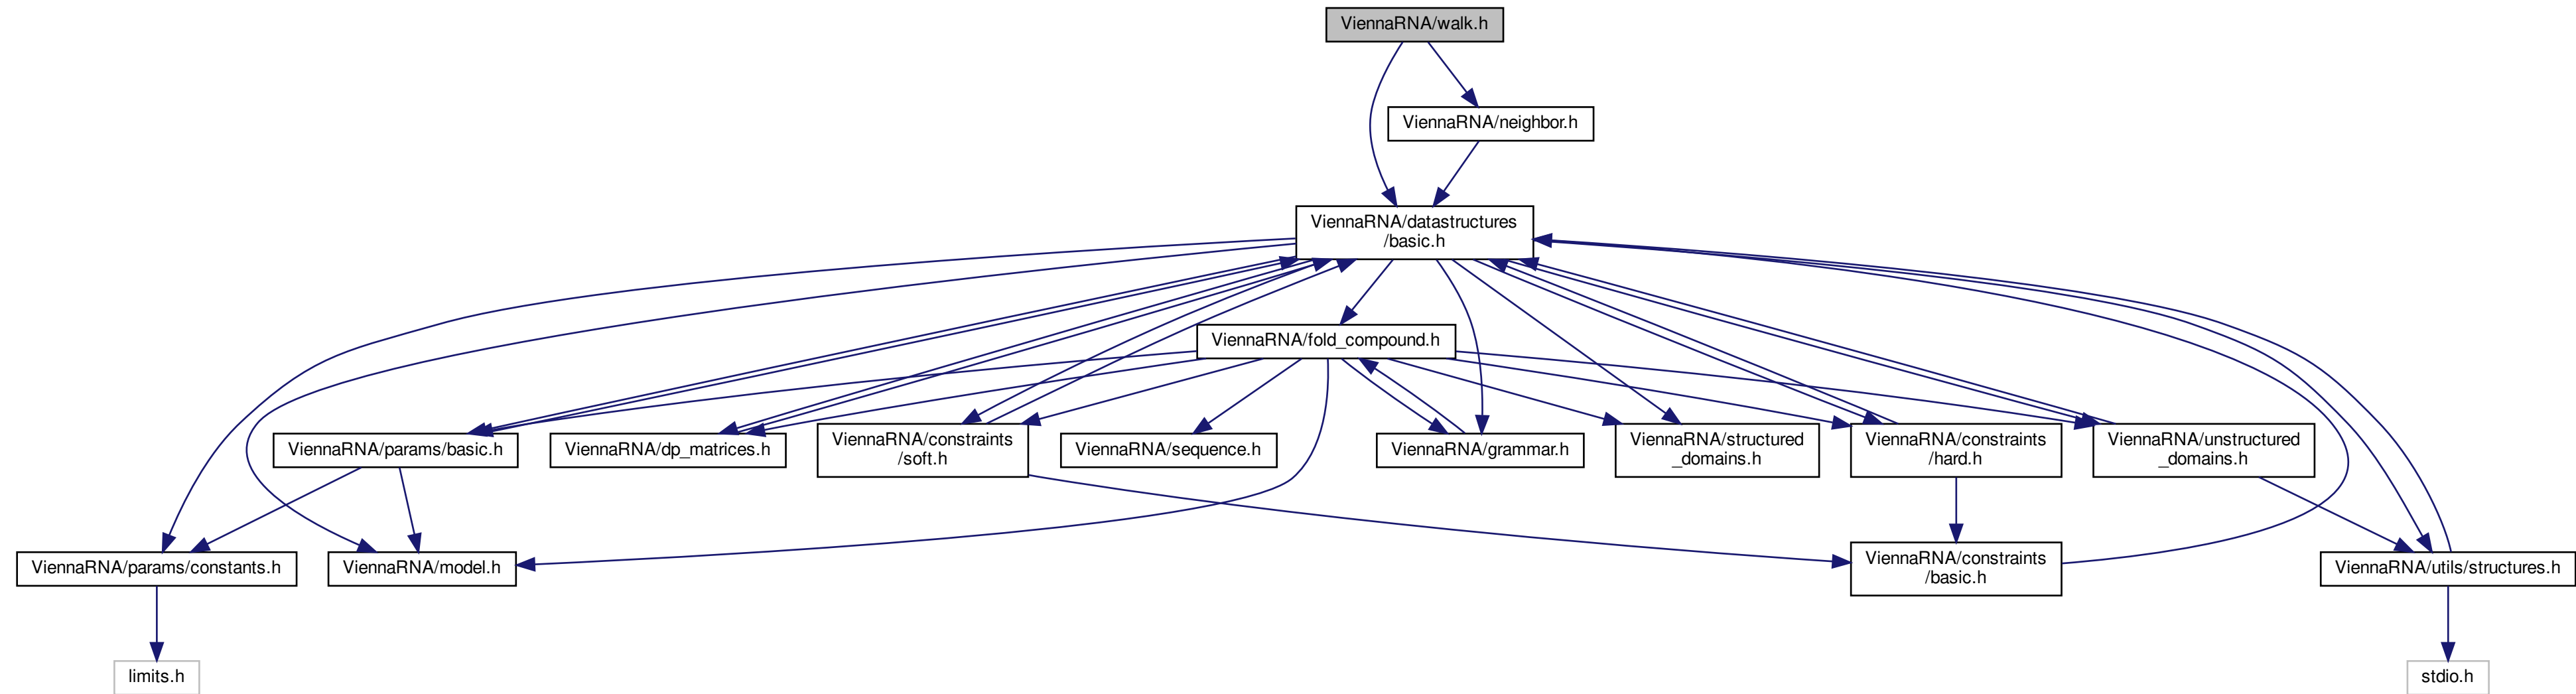 ViennaRNA/walk.h
ViennaRNA/neighbor.h
ViennaRNA/datastructures
/basic.h
ViennaRNA/fold_compound.h
ViennaRNA/params/basic.h
ViennaRNA/dp_matrices.h
ViennaRNA/constraints
/soft.h
ViennaRNA/sequence.h
ViennaRNA/grammar.h
ViennaRNA/structured
_domains.h
ViennaRNA/constraints
/hard.h
ViennaRNA/unstructured
_domains.h
ViennaRNA/params/constants.h
ViennaRNA/model.h
ViennaRNA/constraints
/basic.h
ViennaRNA/utils/structures.h
limits.h
stdio.h